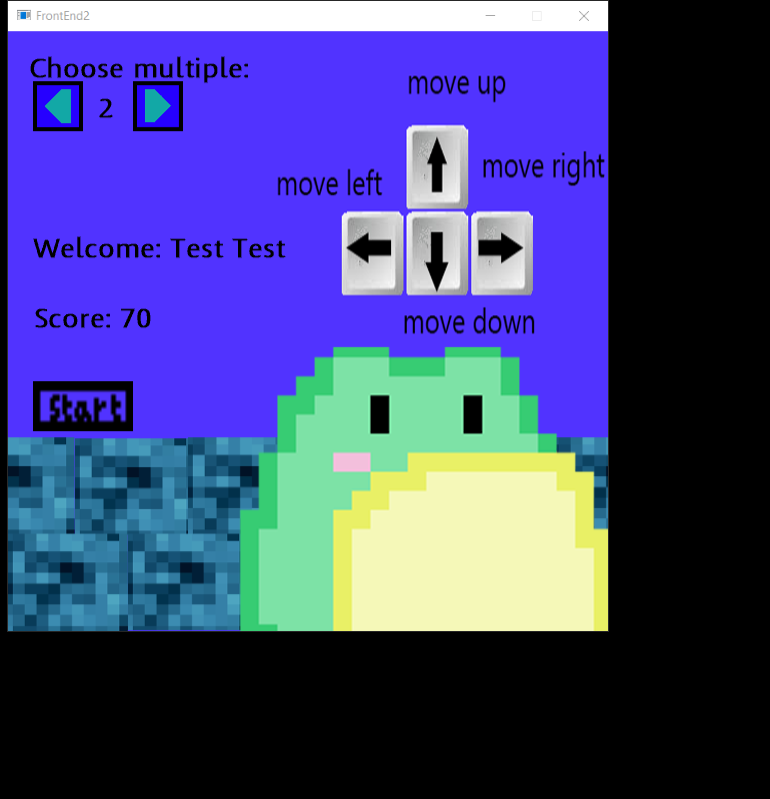 FrontEnd2
Choose multiple:
2
move up
move left
move right
Welcome: Test Test
Score: 70
move down
Start